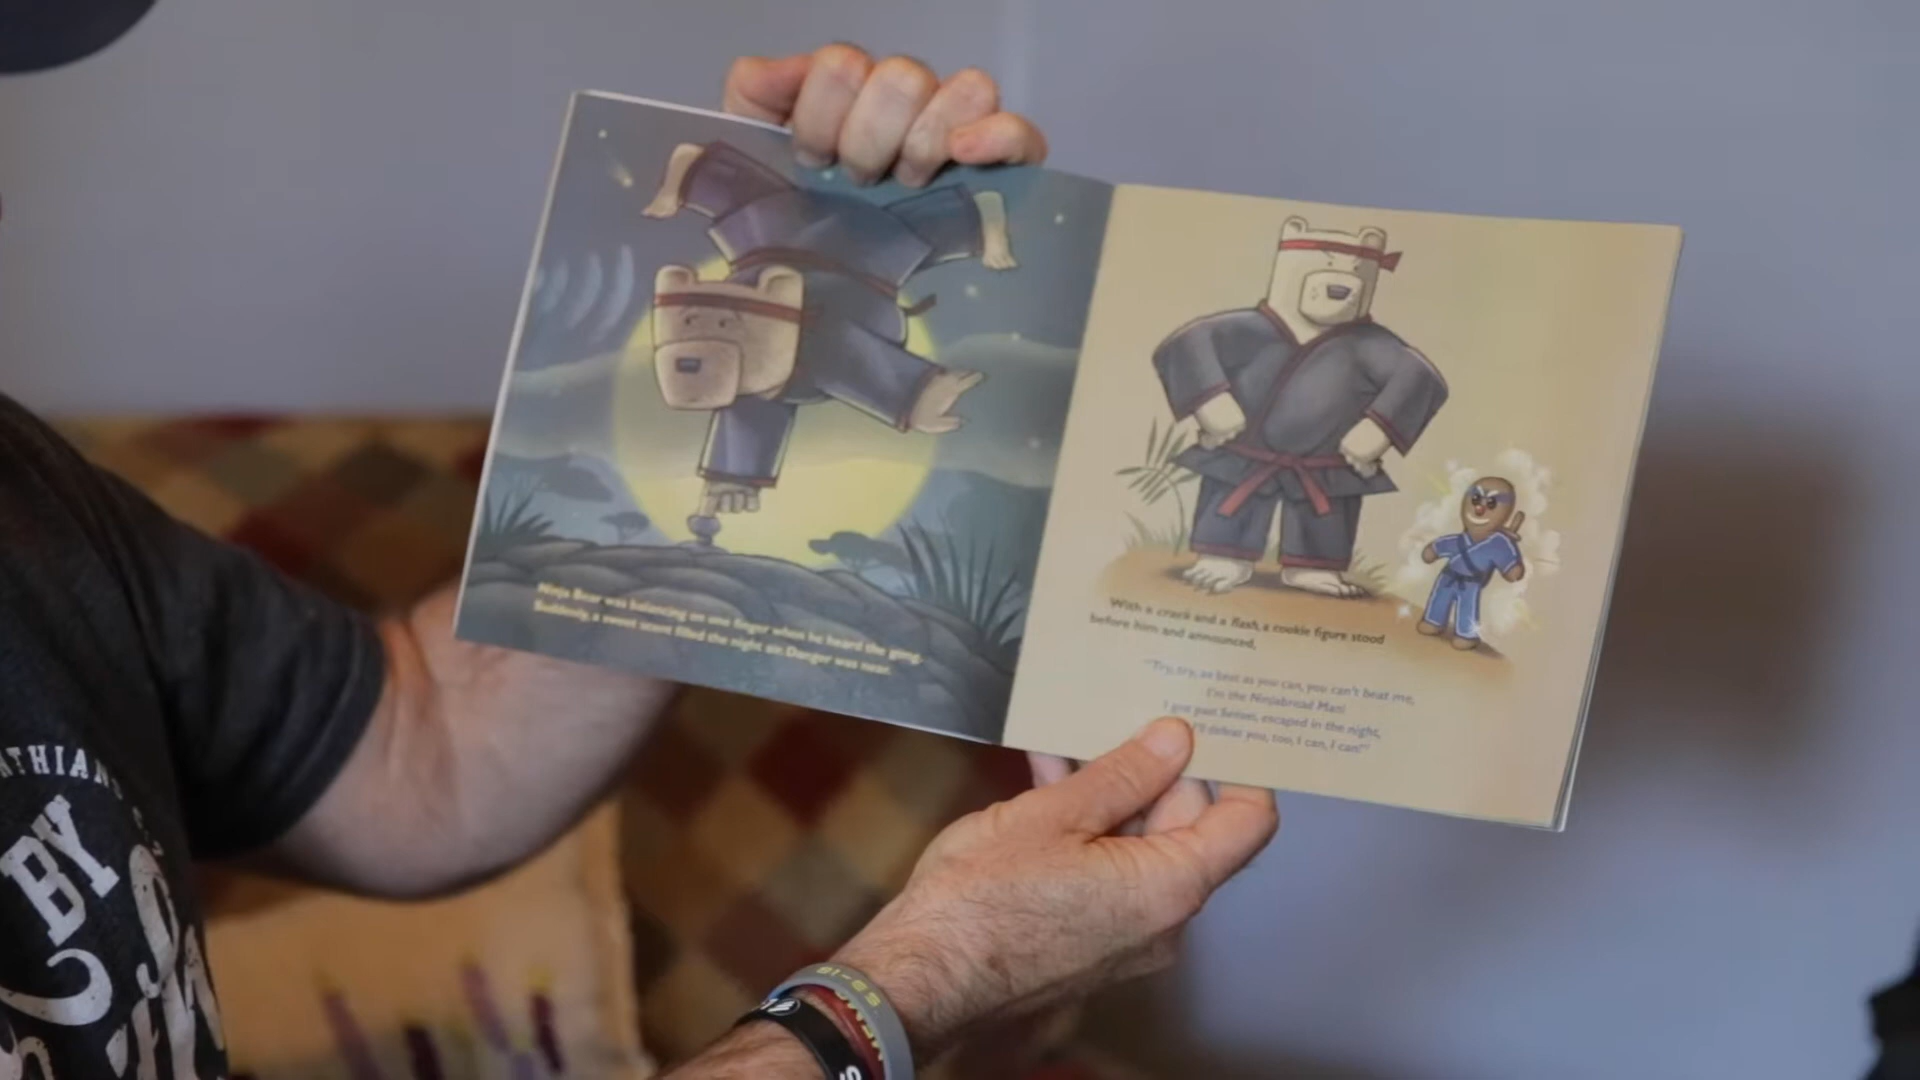 Ninja Bear was balancing on one finger when he heard the gong.
Suddenly, a sweet scent filled the night air. Danger was near.
With a crack and a flash, a cookie figure stood
before him and announced,
"Try, try, as best as you can, you can't beat me,
I'm the Ninjabread Man!
I got past Sensei, escaped in the night,
I'll defeat you, too, I can, I can!"
BY